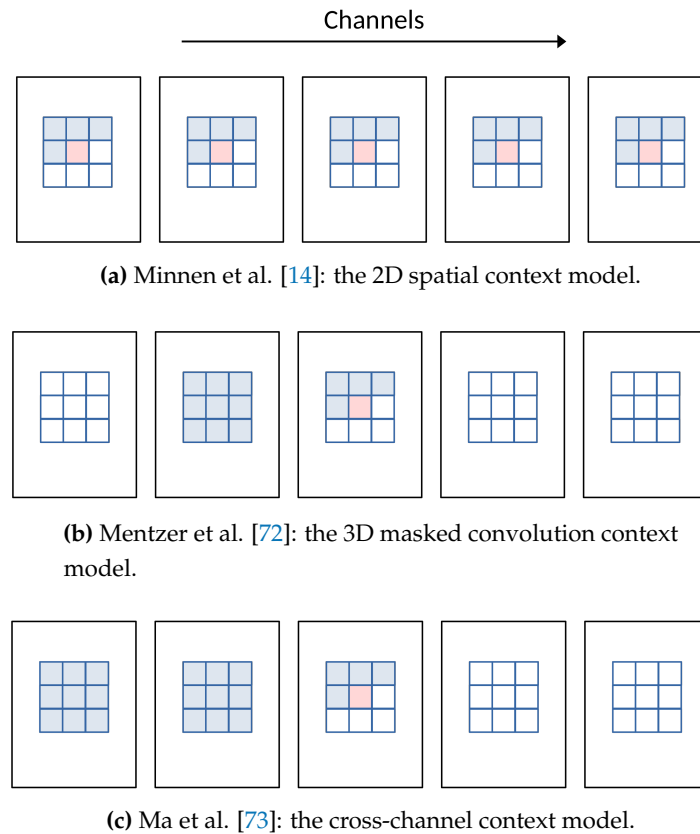 Channels
(a) Minnen et al. [14]: the 2D spatial context model.
(b) Mentzer et al. [72]: the 3D masked convolution context
model.
(c) Ma et al. [73]: the cross-channel context model.